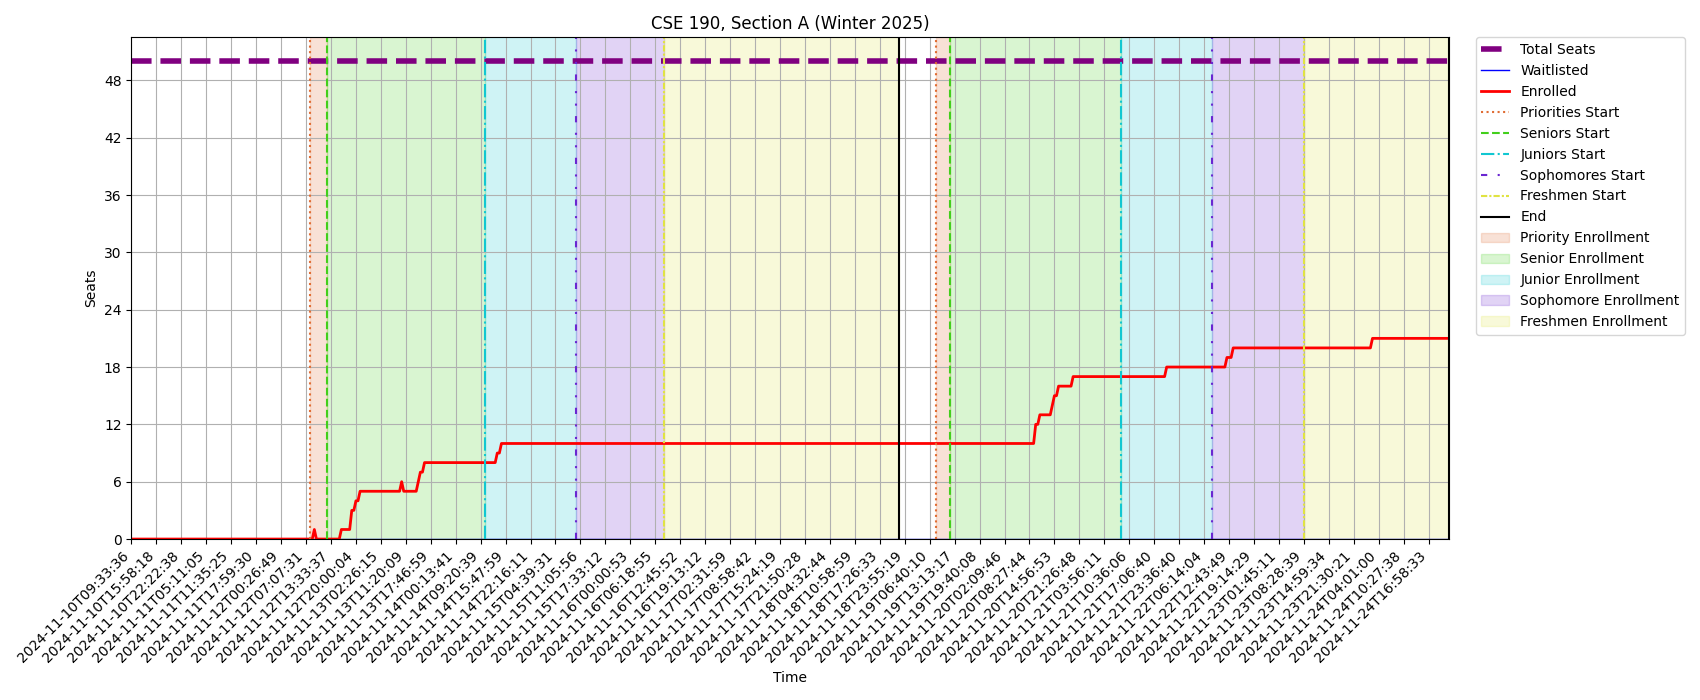 CSE 190, Section A (Winter 2025)
Seats
48
42
36
30
24
18
12
6
0
2024-11-10T09:33:36
2024-11-10T15:58:18
2024-11-10T22:22:38
2024-11-11T05:11:05
2024-11-11T11:35:25
2024-11-11T17:59:30
2024-11-12T00:26:49
2024-11-12T07:07:31
2024-11-12T13:33:37
2024-11-12T20:00:04
2024-11-13T02:26:15
2024-11-13T11:20:09
2024-11-13T17:46:59
2024-11-14T00:13:41
2024-11-14T09:20:39
2024-11-14T15:47:59
2024-11-14T22:16:11
2024-11-15T04:39:31
2024-11-15T11:05:56
2024-11-15T17:33:12
2024-11-16T00:00:53
2024-11-16T06:18:55
2024-11-16T12:45:52
2024-11-16T19:13:12
2024-11-17T02:31:59
2024-11-17T08:58:42
2024-11-17T15:24:19
2024-11-17T21:50:28
2024-11-18T04:32:44
2024-11-18T10:58:59
2024-11-18T17:26:33
2024-11-18T23:55:19
2024-11-19T06:40:10
2024-11-19T13:13:17
2024-11-19T19:40:08
2024-11-20T02:09:46
2024-11-20T08:27:44
2024-11-20T14:56:53
2024-11-20T21:26:48
2024-11-21T03:56:11
2024-11-21T10:36:06
2024-11-21T17:06:40
2024-11-21T23:36:40
2024-11-22T06:14:04
2024-11-22T12:43:49
2024-11-22T19:14:29
2024-11-23T01:45:11
2024-11-23T08:28:39
2024-11-23T14:59:34
2024-11-23T21:30:21
2024-11-24T04:01:00
2024-11-24T10:27:38
2024-11-24T16:58:33
Time
Total Seats
Waitlisted
Enrolled
Priorities Start
Seniors Start
Juniors Start
Sophomores Start
Freshmen Start
End
Priority Enrollment
Senior Enrollment
Junior Enrollment
Sophomore Enrollment
Freshmen Enrollment